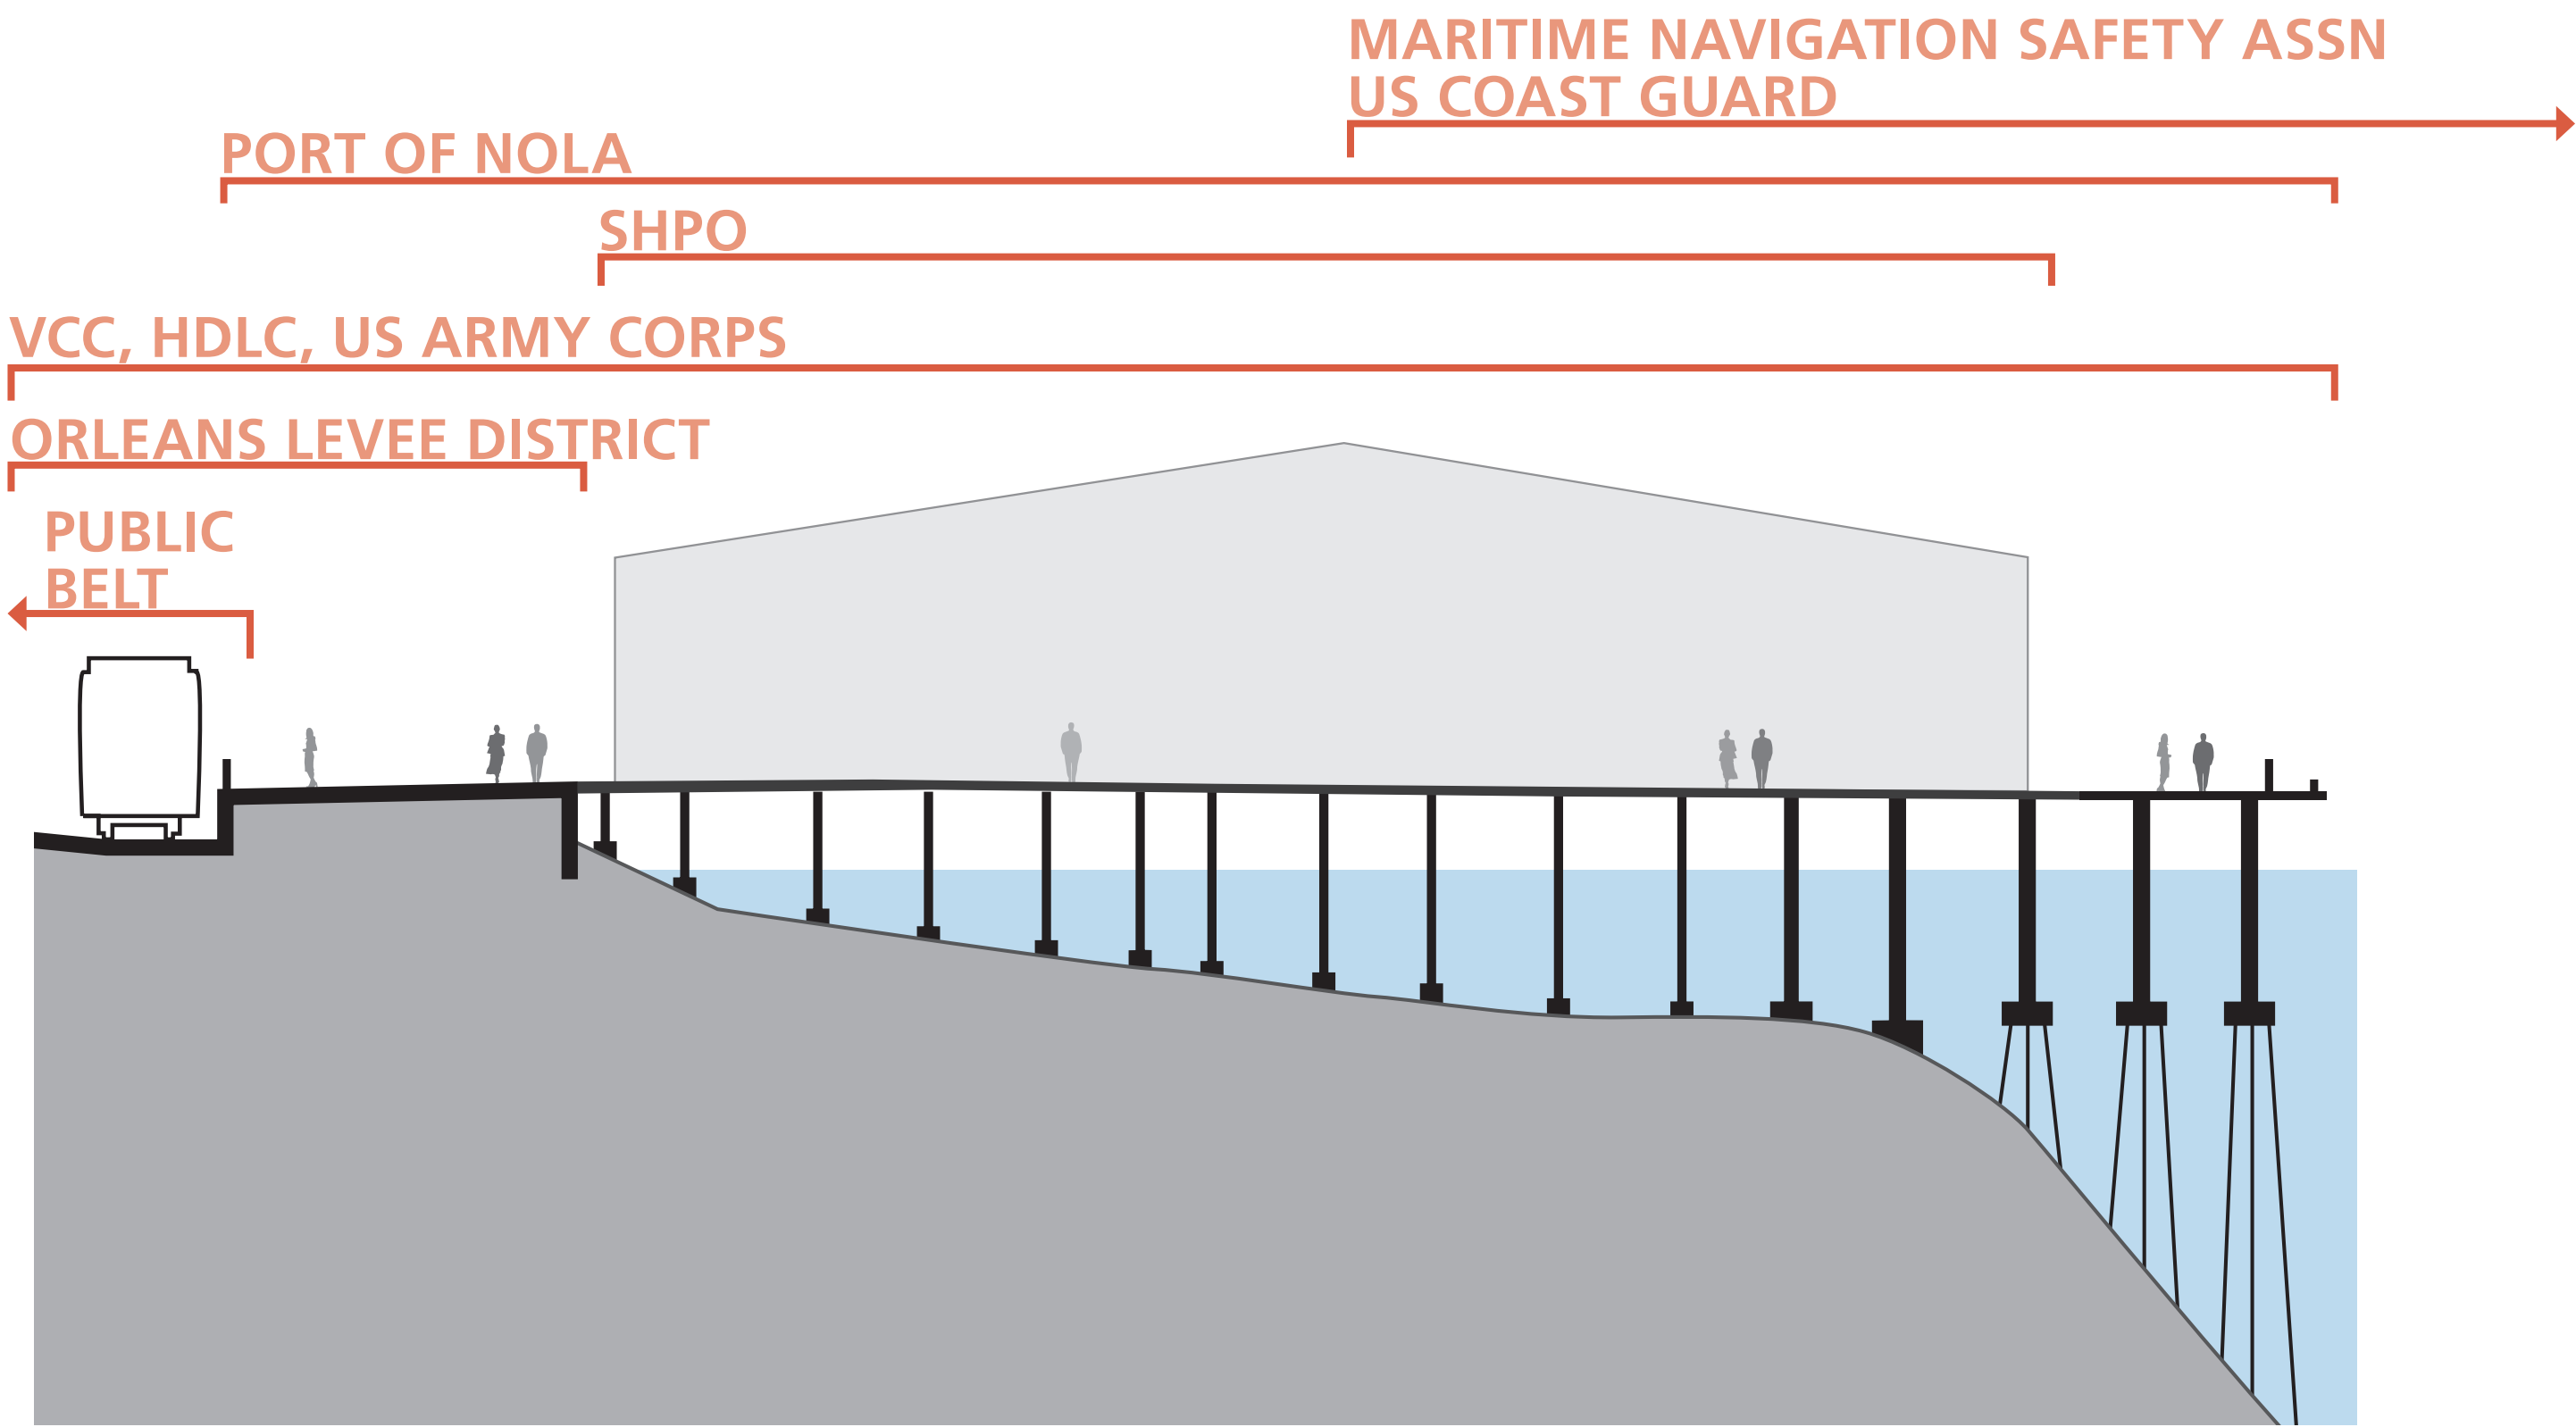 MARITIME NAVIGATION SAFETY ASSN
US COAST GUARD
PORT OF NOLA
SHPO
VCC, HDLC, US ARMY CORPS
ORLEANS LEVEE DISTRICT
PUBLIC
BELT